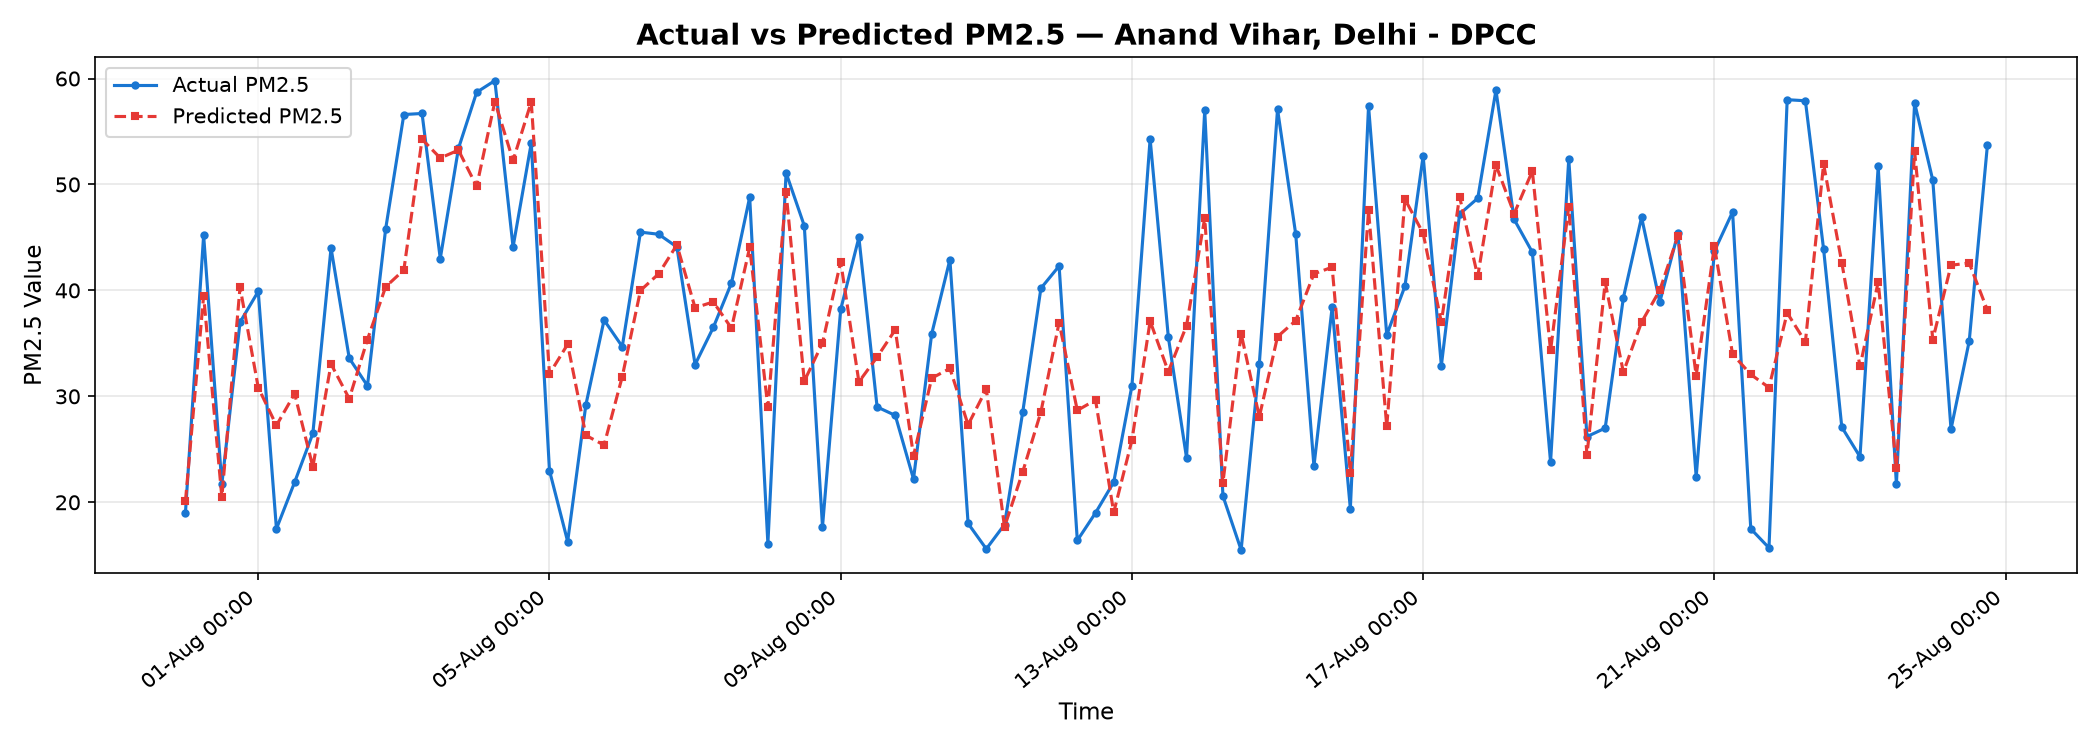 Actual vs Predicted PM2.5 — Anand Vihar, Delhi - DPCC
Actual PM2.5
Predicted PM2.5
PM2.5 Value
60
50
40
30
20
01-Aug 00:00
05-Aug 00:00
09-Aug 00:00
13-Aug 00:00
17-Aug 00:00
21-Aug 00:00
25-Aug 00:00
Time